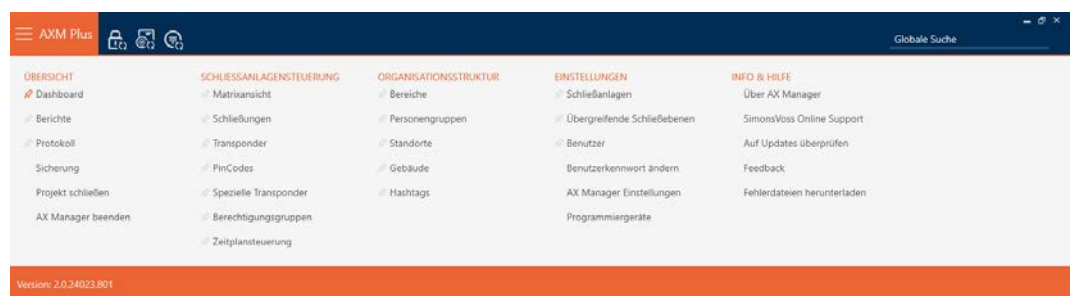 AXM Plus
Globale Suche
ÜBERSICHT
Dashboard
Berichte
Protokoll
Sicherung
Projekt schließen
AX Manager beenden
SCHLIESSANLAGENSTEUERUNG
Matrixansicht
Schließungen
Transponder
PinCodes
Spezielle Transponder
Berechtigungsgruppen
Zeitplansteuerung
ORGANISATIONSSTRUKTUR
Bereiche
Personengruppen
Standorte
Gebäude
Hashtags
EINSTELLUNGEN
Schließanlagen
Übergreifende Schließebenen
Benutzer
Benutzerkennwort ändern
AX Manager Einstellungen
Programmiergeräte
INFO & HILFE
Über AX Manager
SimonsVoss Online Support
Auf Updates überprüfen
Feedback
Fehlerdateien herunterladen
Version: 2.0.24023.801